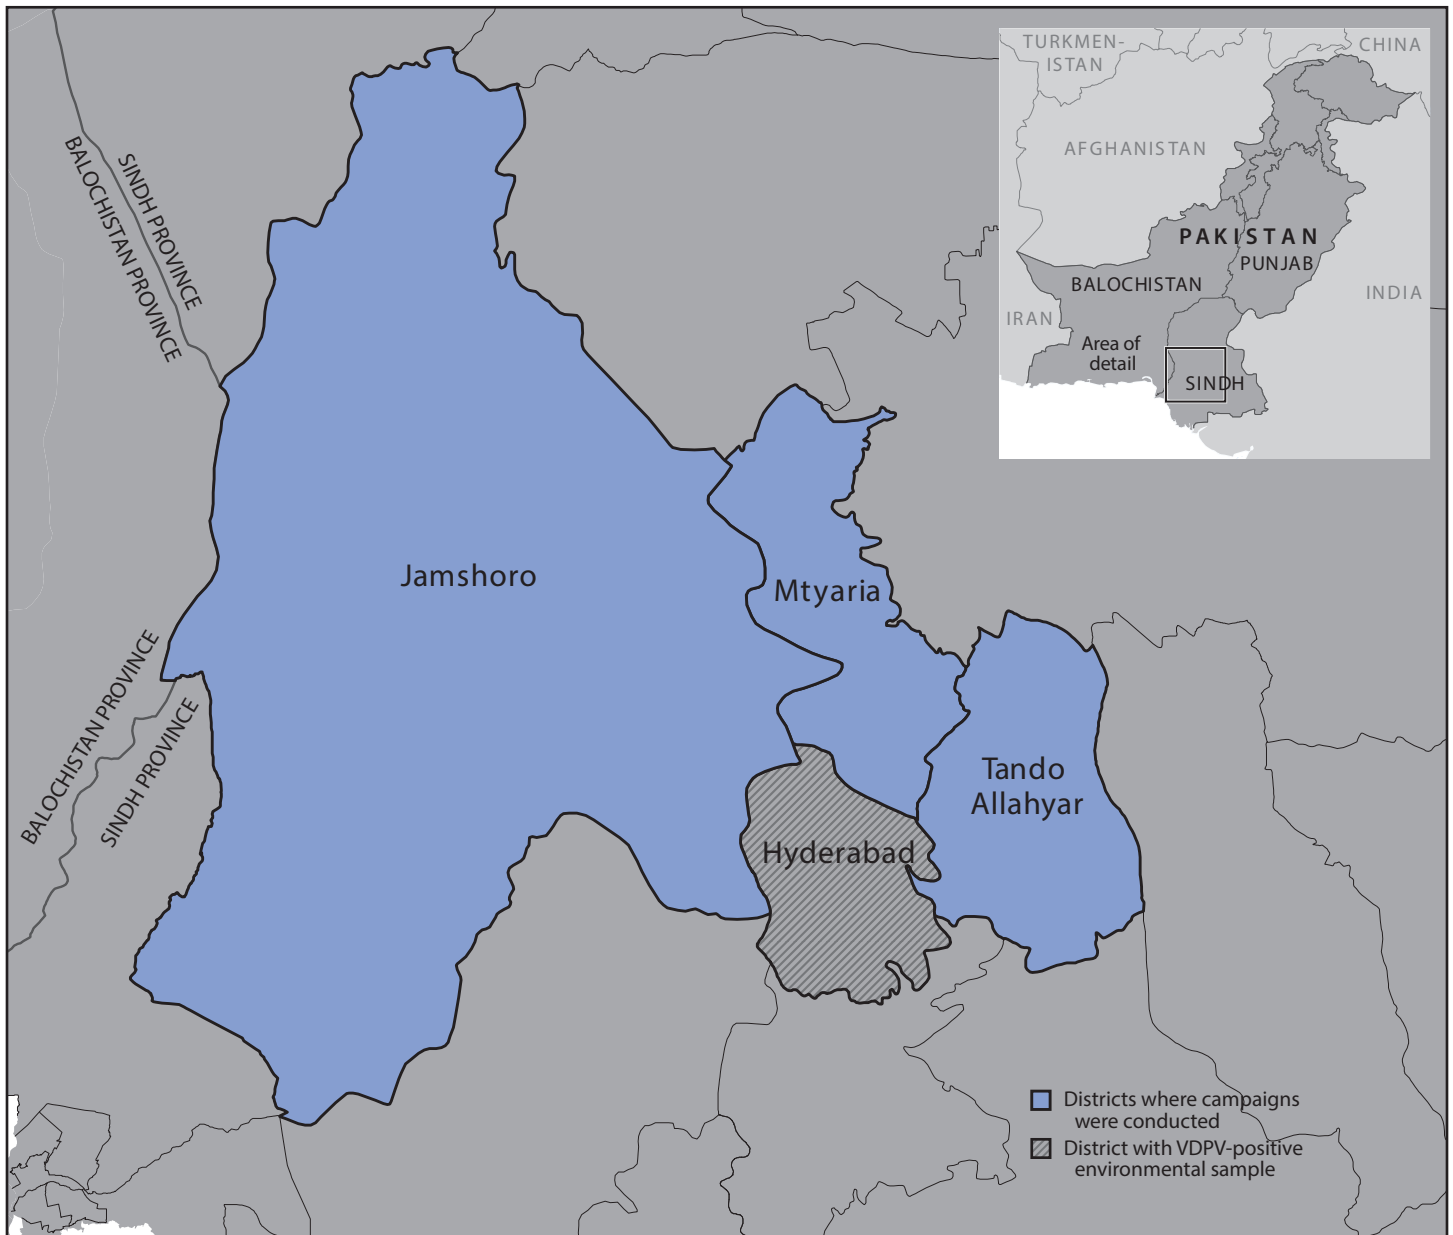 TURKMEN-
ISTAN
CHINA
AFGHANISTAN
PAKISTAN
PUNJAB
BALOCHISTAN
INDIA
IRAN
Area of
detail
SINDH
SINDH PROVINCE
BALOCHISTAN PROVINCE
Jamshoro
Mtyaria
BALOCHISTAN PROVINCE
SINDH PROVINCE
Tando
Allahyar
Hyderabad
Districts where campaigns
were conducted
District with VDPV-positive
environmental sample